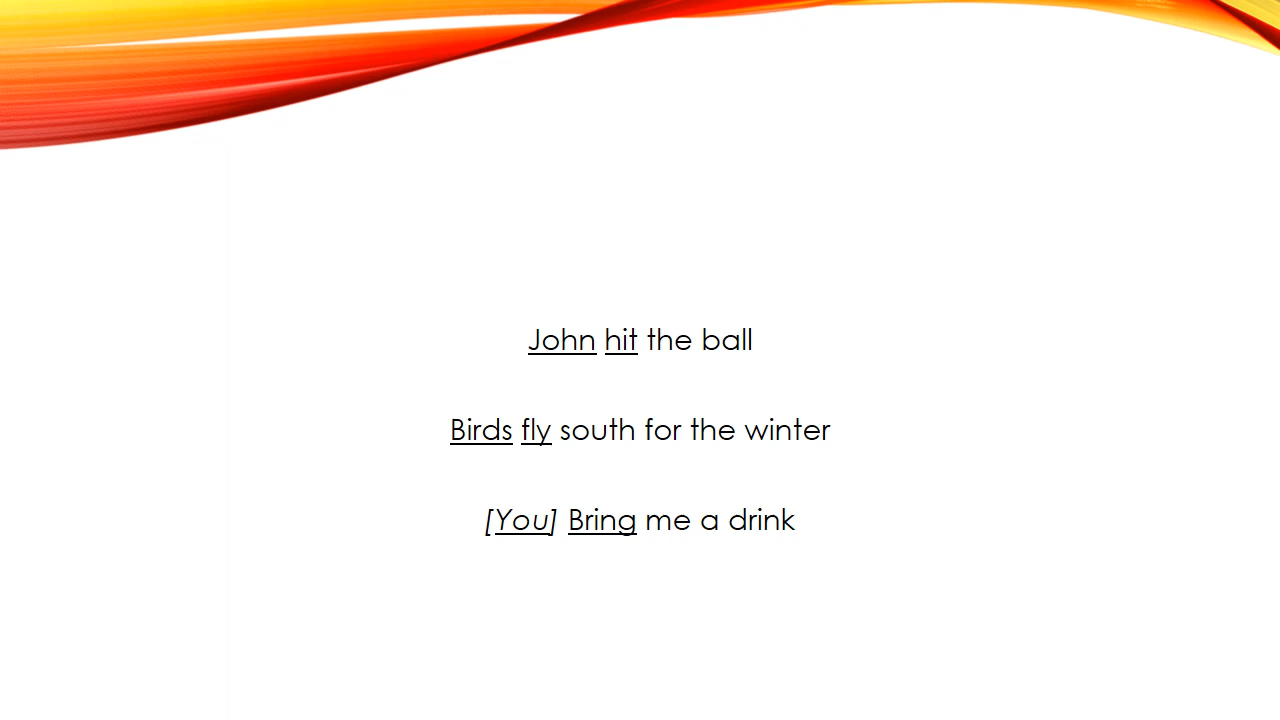 John hit the ball
Birds fly south for the winter
[You] Bring me a drink